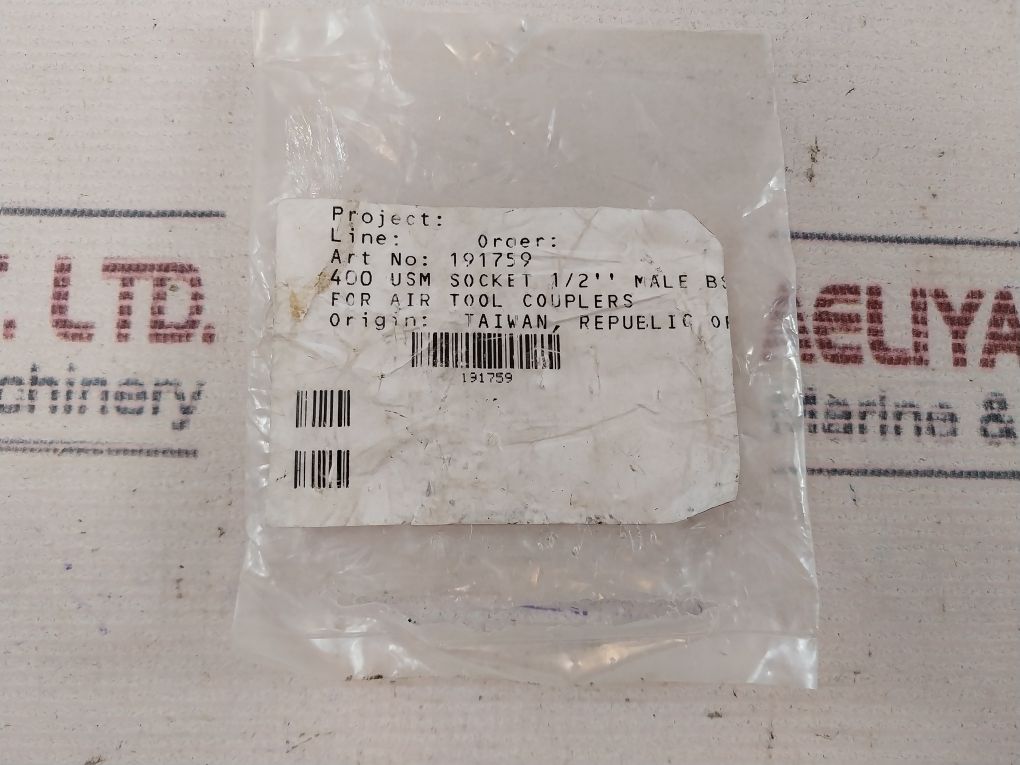 Project:
Line: Order:
Art No: 191759
400 USM SOCKET 1/2'' MALE BS
FOR AIR TOOL COUPLERS
Origin: TAIWAN, REPUBLIC OF
191759
. LTD.
chinery
AELIYA
Marine &